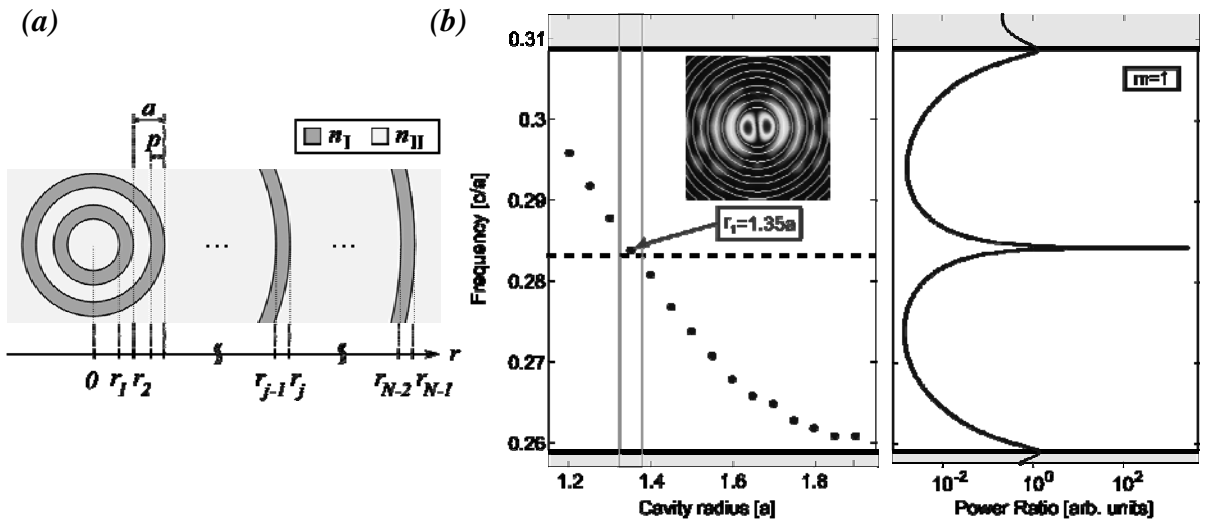 (a)
(b)
a
p
n_I n_II
... ...
0 r_1 r_2 r_{j-1} r_j r_{N-2} r_{N-1} r
Frequency [c/a]
0.31
0.3
0.29
0.28
0.27
0.26
r_1=1.35a
1.2 1.4 1.6 1.8
Cavity radius [a]
m=1
10^-2 10^0 10^2
Power Ratio [arb. units]